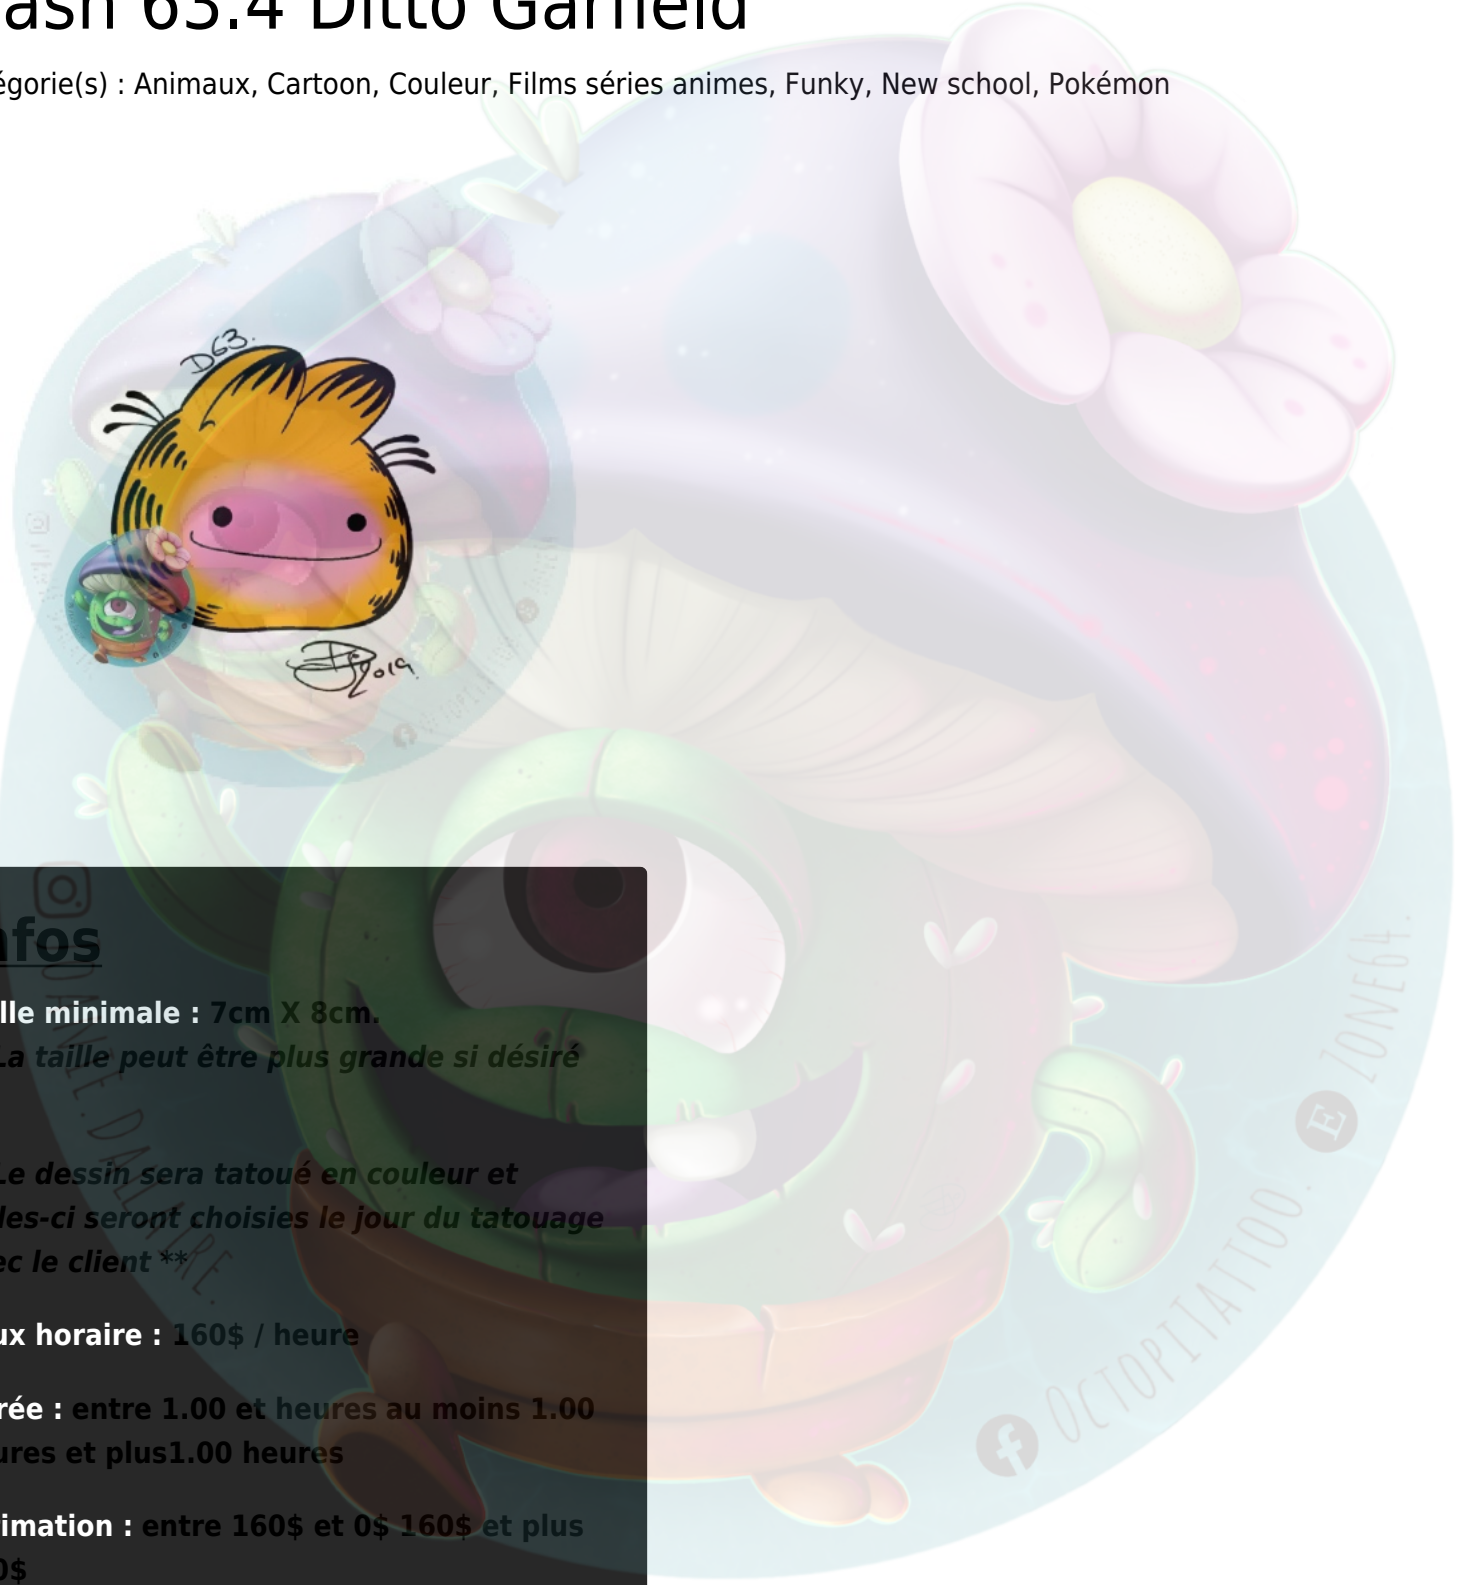 ash 63.4 Ditto Garfield
égorie(s) : Animaux, Cartoon, Couleur, Films séries animes, Funky, New school, Pokémon
D63.
2019
nfos
lle minimale : 7cm X 8cm.
La taille peut être plus grande si désiré
Le dessin sera tatoué en couleur et
les-ci seront choisies le jour du tatouage
ec le client **
ux horaire : 160$ / heure
rée : entre 1.00 et heures au moins 1.00
ures et plus1.00 heures
imation : entre 160$ et 0$ 160$ et plus
0$
DALLAIRE.
OCTOPITATTOO.
ZONE64.